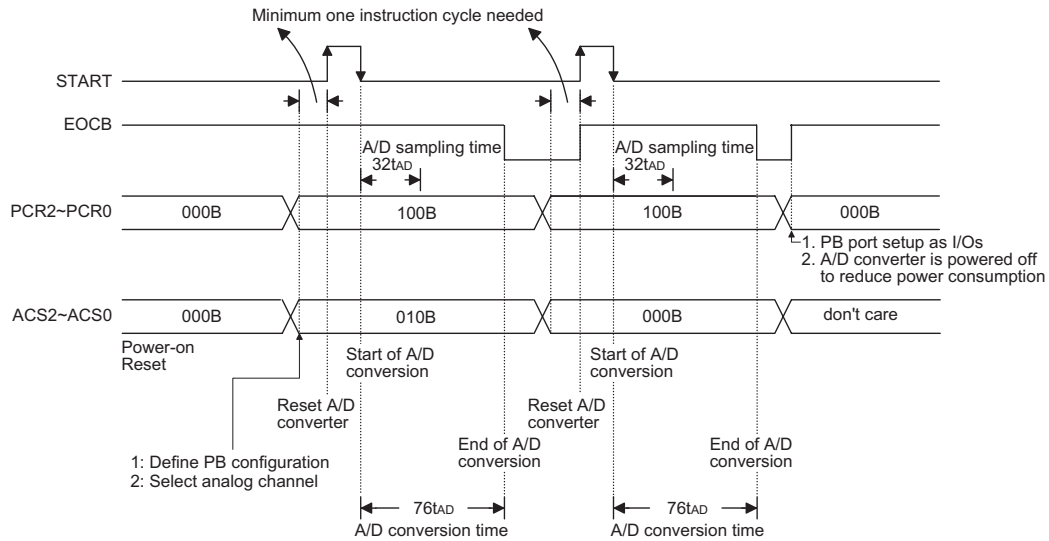 Minimum one instruction cycle needed
START
EOCB
A/D sampling time
32tAD
A/D sampling time
32tAD
PCR2~PCR0
000B
100B
100B
000B
1. PB port setup as I/Os
2. A/D converter is powered off
to reduce power consumption
ACS2~ACS0
000B
010B
000B
don't care
Power-on
Reset
Start of A/D
conversion
Start of A/D
conversion
Reset A/D
converter
Reset A/D
converter
End of A/D
conversion
End of A/D
conversion
1: Define PB configuration
2: Select analog channel
76tAD
A/D conversion time
76tAD
A/D conversion time